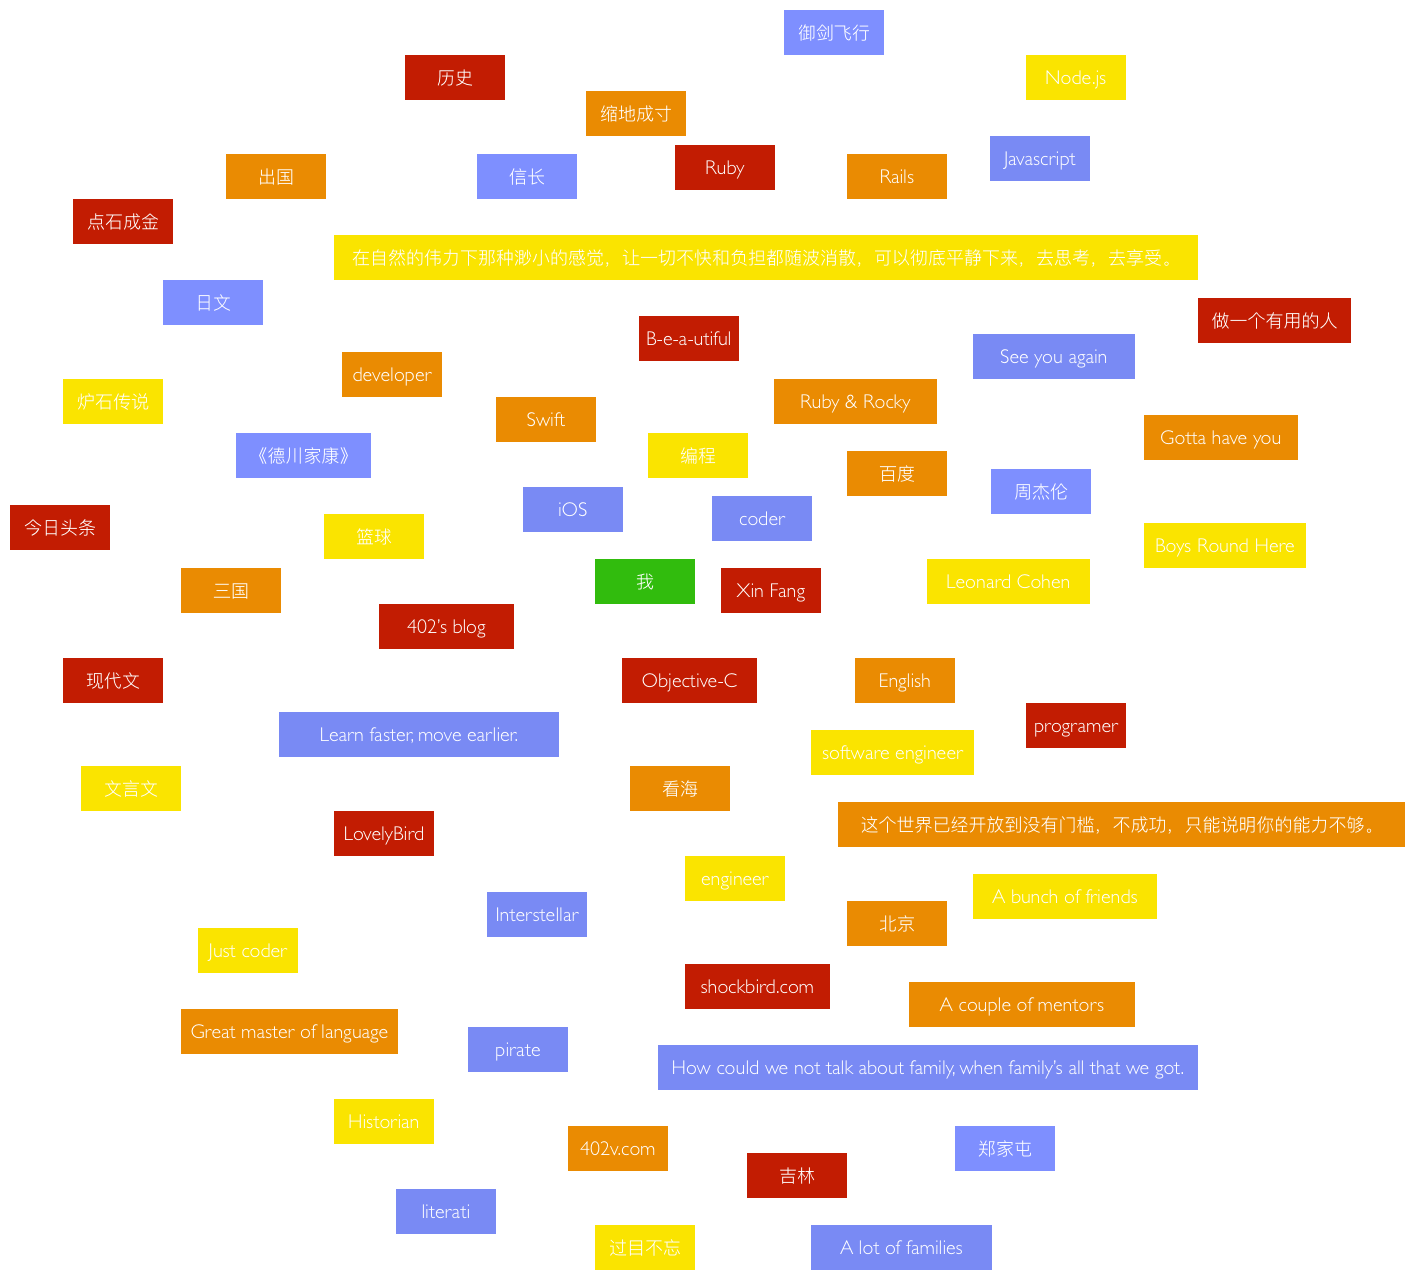 御剑飞行
历史
Node.js
缩地成寸
Javascript
Ruby
出国
信长
Rails
点石成金
在自然的伟力下那种渺小的感觉，让一切不快和负担都随波消散，可以彻底平静下来，去思考，去享受。
日文
做一个有用的人
B-e-a-utiful
See you again
developer
炉石传说
Ruby & Rocky
Swift
Gotta have you
《德川家康》
编程
百度
周杰伦
iOS
coder
今日头条
篮球
Boys Round Here
我
Leonard Cohen
三国
Xin Fang
402’s blog
现代文
Objective-C
English
programer
Learn faster, move earlier.
software engineer
文言文
看海
这个世界已经开放到没有门槛，不成功，只能说明你的能力不够。
LovelyBird
engineer
A bunch of friends
Interstellar
北京
Just coder
shockbird.com
A couple of mentors
Great master of language
pirate
How could we not talk about family, when family’s all that we got.
Historian
402v.com
郑家屯
吉林
literati
过目不忘
A lot of families